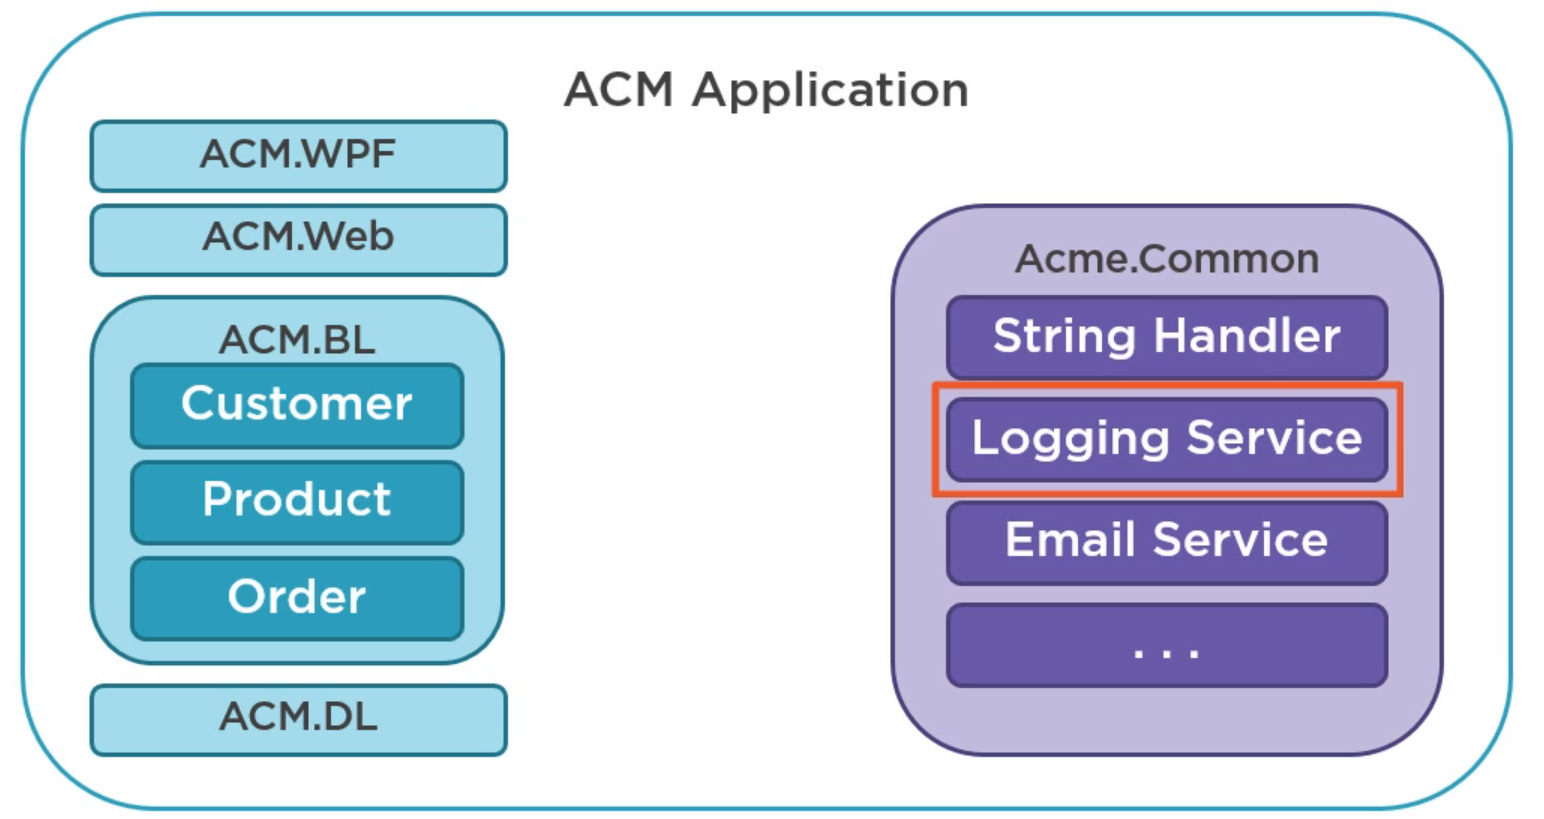 ACM Application
ACM.WPF
ACM.Web
ACM.BL
Customer
Product
Order
ACM.DL
Acme.Common
String Handler
Logging Service
Email Service
. . .